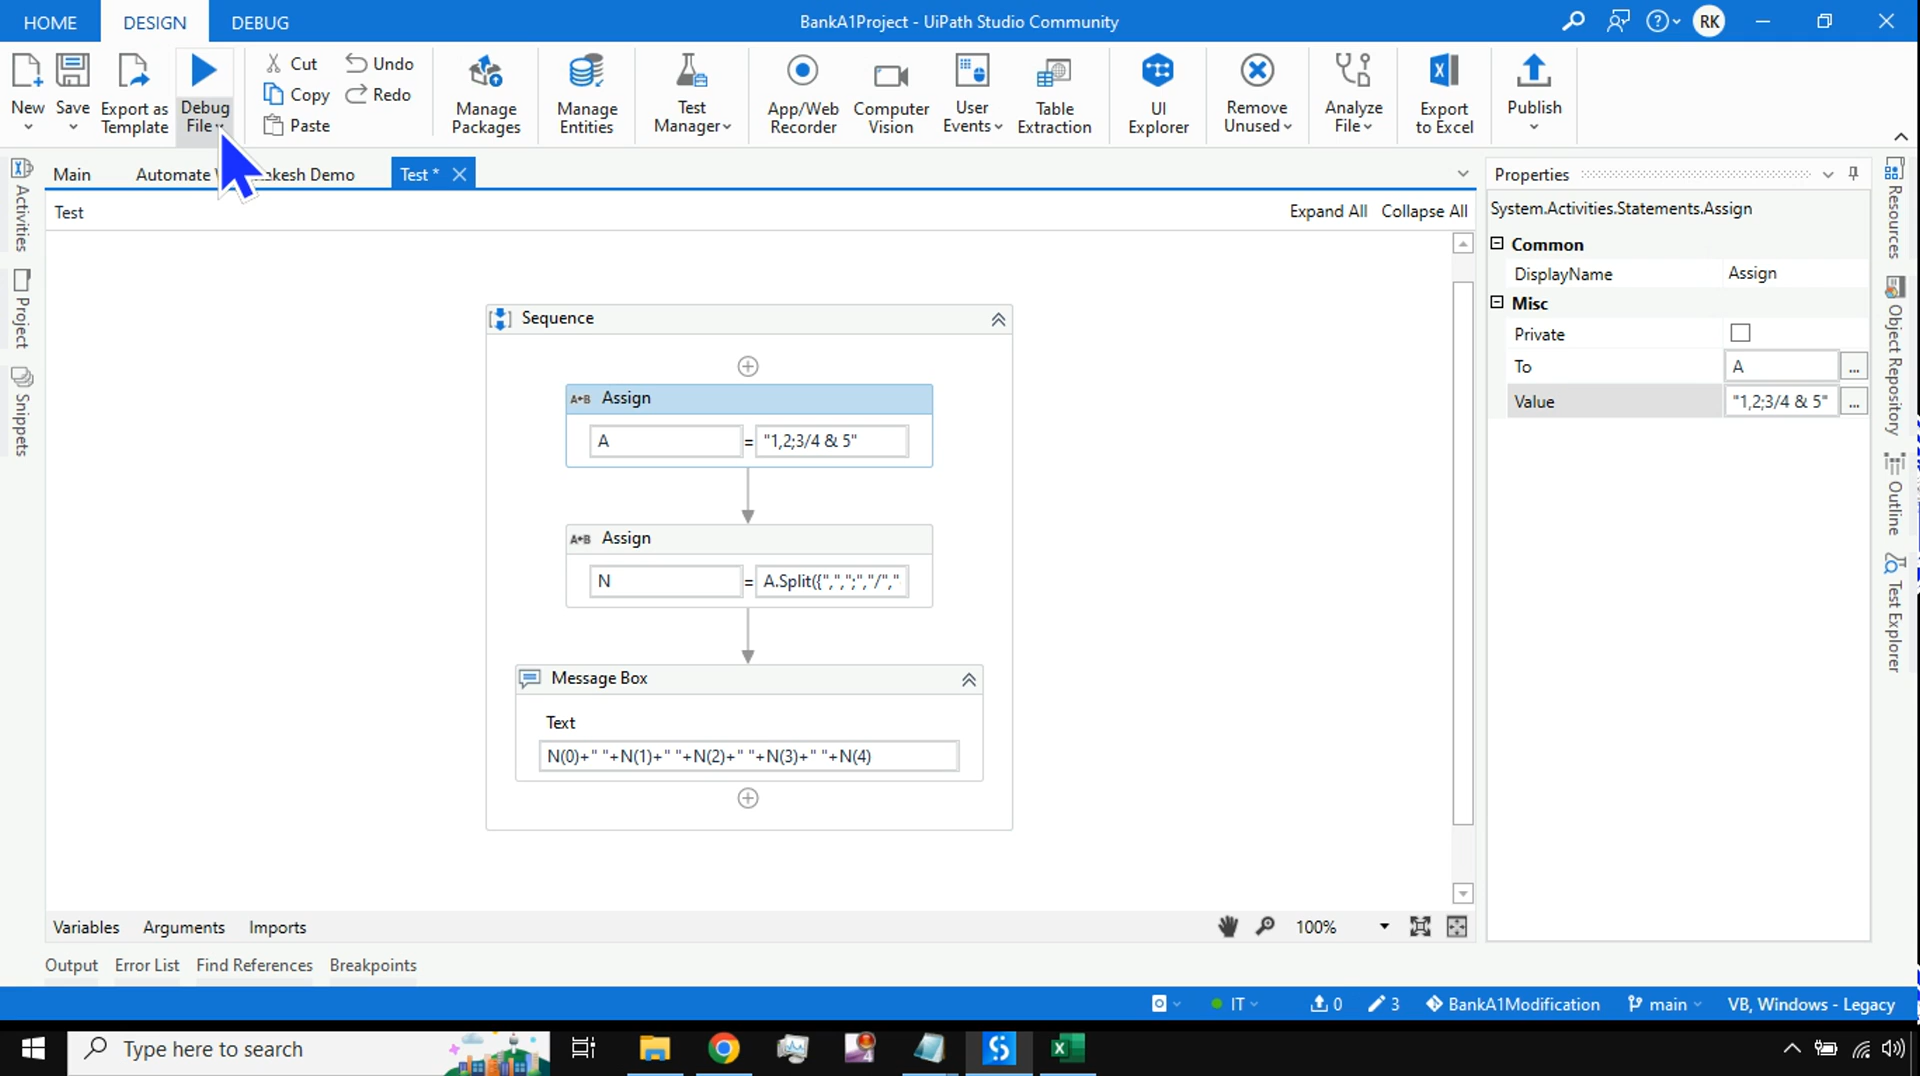 HOME DESIGN DEBUG
BankA1Project - UiPath Studio Community
RK
New Save Export as Template Debug File
Cut Undo
Copy Redo
Paste
Manage Packages
Manage Entities
Test Manager
App/Web Recorder
Computer Vision
User Events
Table Extraction
UI Explorer
Remove Unused
Analyze File
Export to Excel
Publish
Main Automate kesh Demo Test *
Test Expand All Collapse All
Activities
Project
Snippets
Sequence
A+B Assign
A = "1,2;3/4 & 5"
A+B Assign
N = A.Split({",",";","/","
Message Box
Text
N(0)+" "+N(1)+" "+N(2)+" "+N(3)+" "+N(4)
Properties
System.Activities.Statements.Assign
Common
DisplayName Assign
Misc
Private
To A ...
Value "1,2;3/4 & 5" ...
Resources
Object Repository
Outline
Test Explorer
Variables Arguments Imports
100%
Output Error List Find References Breakpoints
IT 0 3 BankA1Modification main VB, Windows - Legacy
Type here to search
4